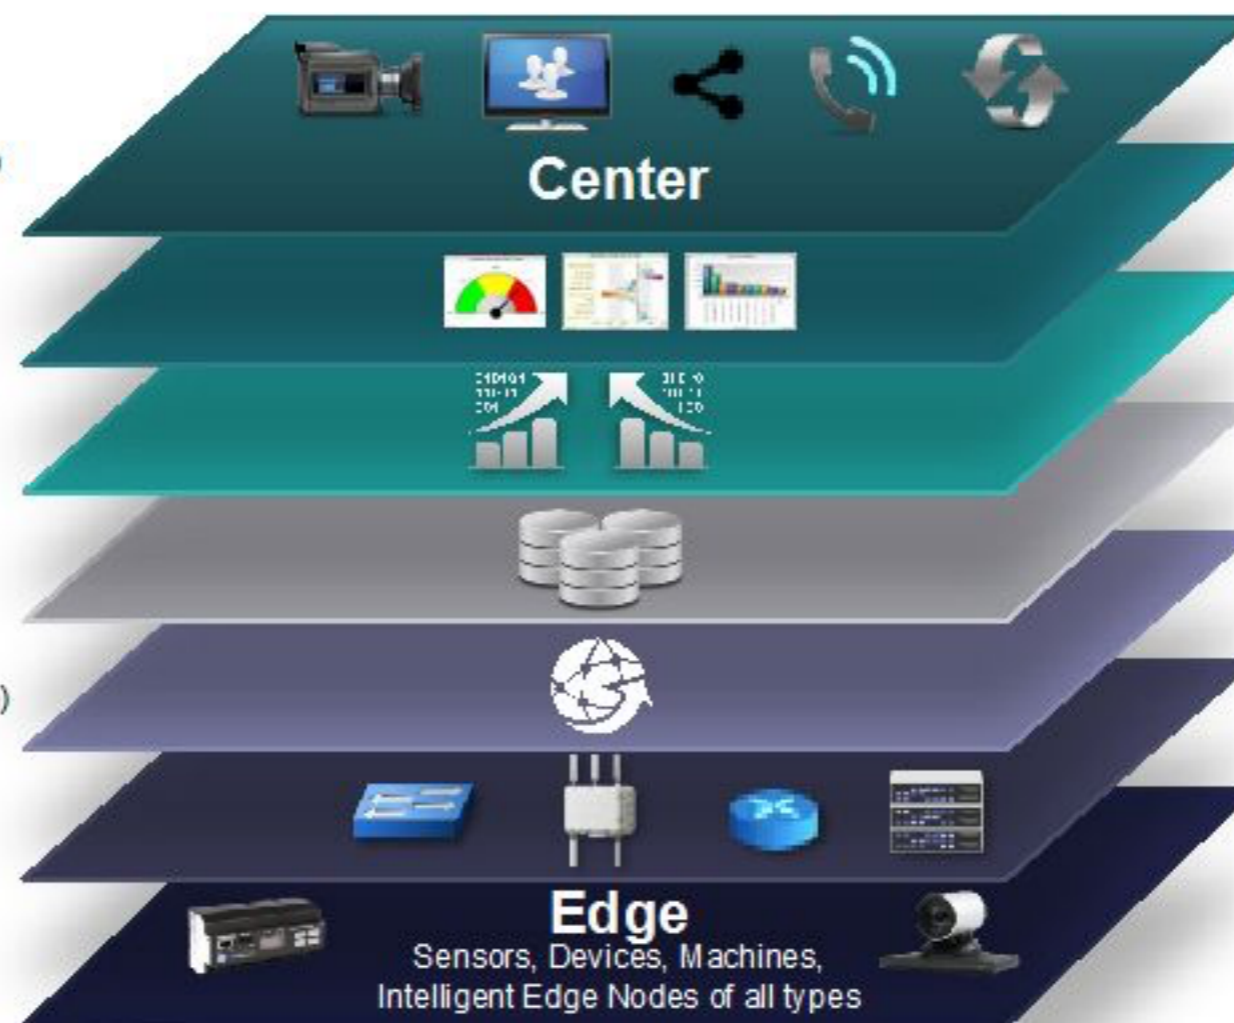 Center
Edge
Sensors, Devices, Machines,
Intelligent Edge Nodes of all types